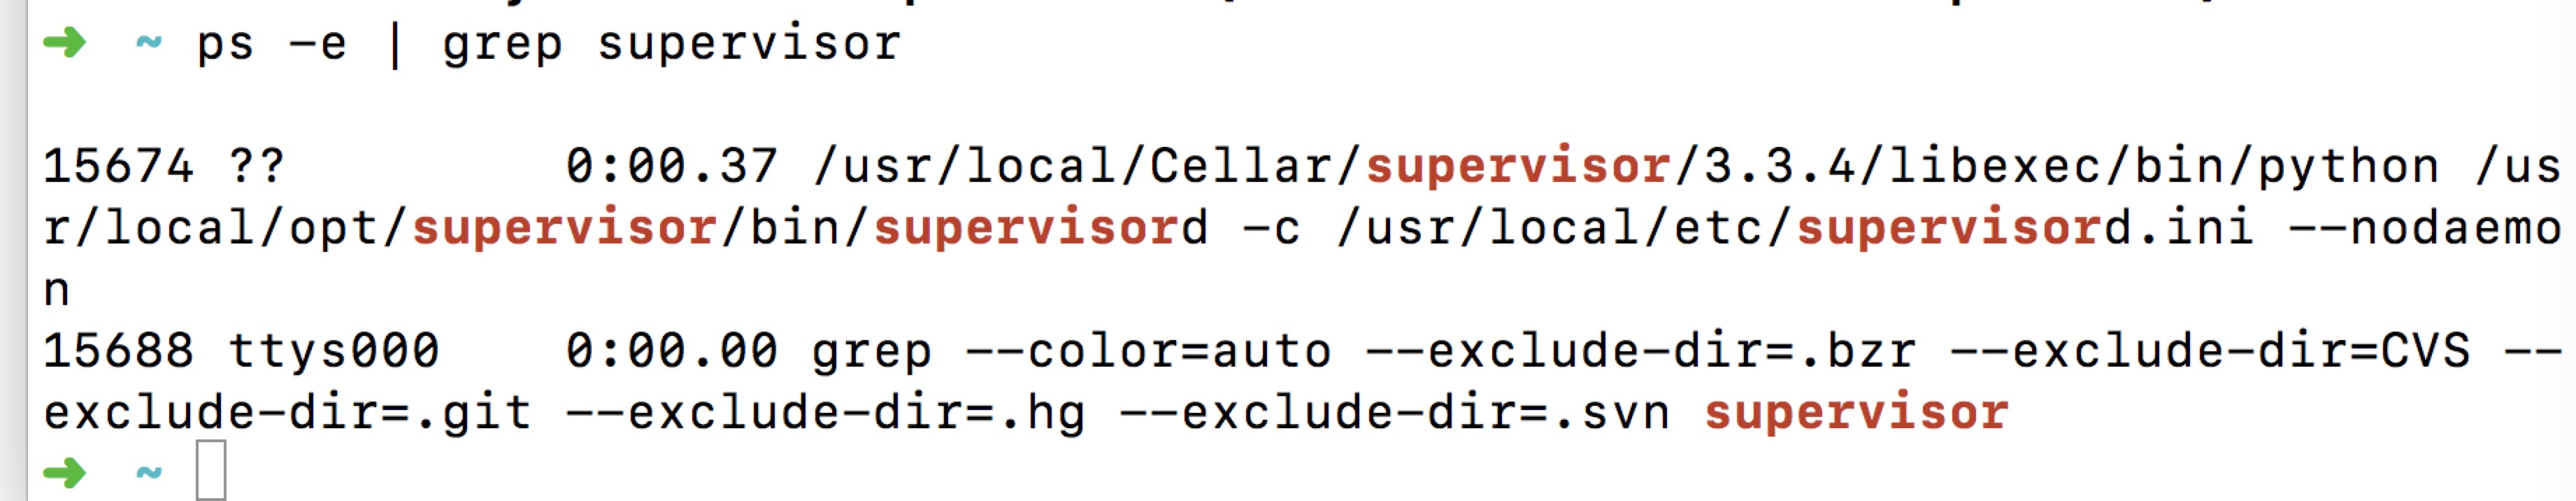 ➜ ~ ps -e | grep supervisor
15674 ?? 0:00.37 /usr/local/Cellar/supervisor/3.3.4/libexec/bin/python /us
r/local/opt/supervisor/bin/supervisord -c /usr/local/etc/supervisord.ini --nodaemo
n
15688 ttys000 0:00.00 grep --color=auto --exclude-dir=.bzr --exclude-dir=CVS --
exclude-dir=.git --exclude-dir=.hg --exclude-dir=.svn supervisor
➜ ~